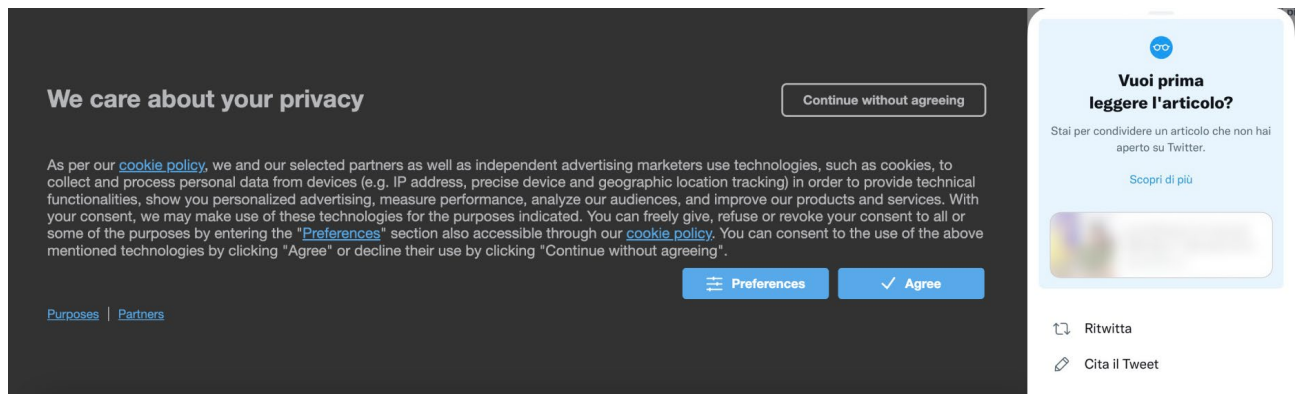 We care about your privacy
Continue without agreeing
As per our cookie policy, we and our selected partners as well as independent advertising marketers use technologies, such as cookies, to
collect and process personal data from devices (e.g. IP address, precise device and geographic location tracking) in order to provide technical
functionalities, show you personalized advertising, measure performance, analyze our audiences, and improve our products and services. With
your consent, we may make use of these technologies for the purposes indicated. You can freely give, refuse or revoke your consent to all or
some of the purposes by entering the "Preferences" section also accessible through our cookie policy. You can consent to the use of the above
mentioned technologies by clicking "Agree" or decline their use by clicking "Continue without agreeing".
Preferences
Agree
Purposes | Partners
Vuoi prima
leggere l'articolo?
Stai per condividere un articolo che non hai
aperto su Twitter.
Scopri di più
Ritwitta
Cita il Tweet